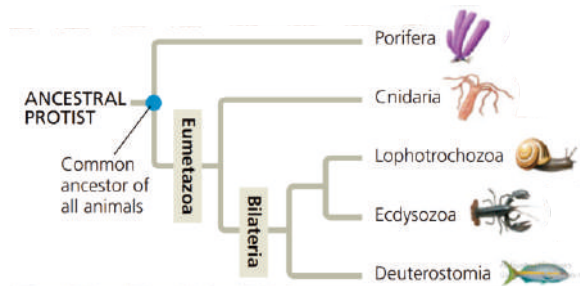 Porifera
ANCESTRAL
PROTIST
Eumetazoa
Cnidaria
Common
ancestor of
all animals
Lophotrochozoa
Bilateria
Ecdysozoa
Deuterostomia